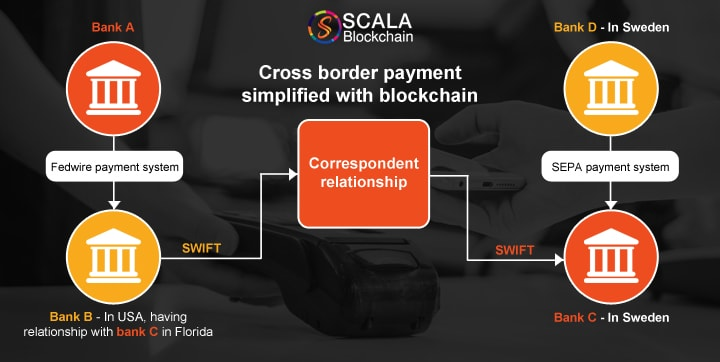 Bank A
SCALA
Blockchain
Bank D - In Sweden
Cross border payment
simplified with blockchain
Fedwire payment system
Correspondent
relationship
SEPA payment system
SWIFT
SWIFT
Bank B - In USA, having
relationship with bank C in Florida
Bank C - In Sweden